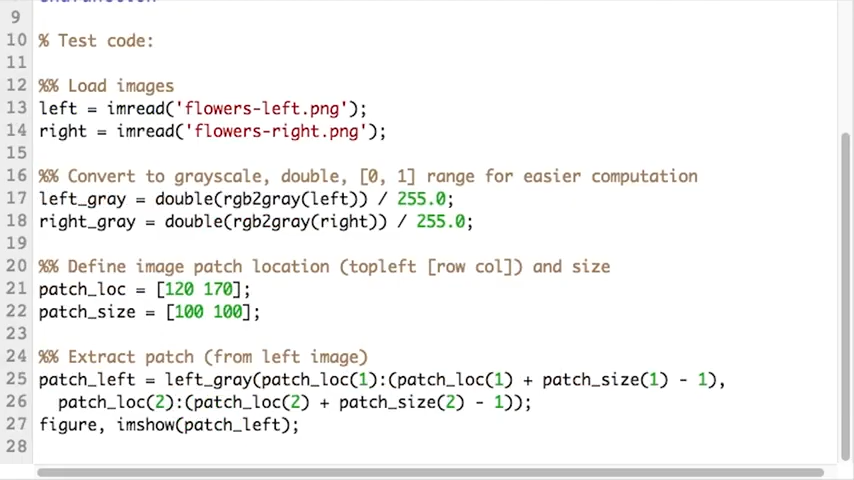 9
10 % Test code:
11
12 %% Load images
13 left = imread('flowers-left.png');
14 right = imread('flowers-right.png');
15
16 %% Convert to grayscale, double, [0, 1] range for easier computation
17 left_gray = double(rgb2gray(left)) / 255.0;
18 right_gray = double(rgb2gray(right)) / 255.0;
19
20 %% Define image patch location (topleft [row col]) and size
21 patch_loc = [120 170];
22 patch_size = [100 100];
23
24 %% Extract patch (from left image)
25 patch_left = left_gray(patch_loc(1):(patch_loc(1) + patch_size(1) - 1),
26 patch_loc(2):(patch_loc(2) + patch_size(2) - 1));
27 figure, imshow(patch_left);
28